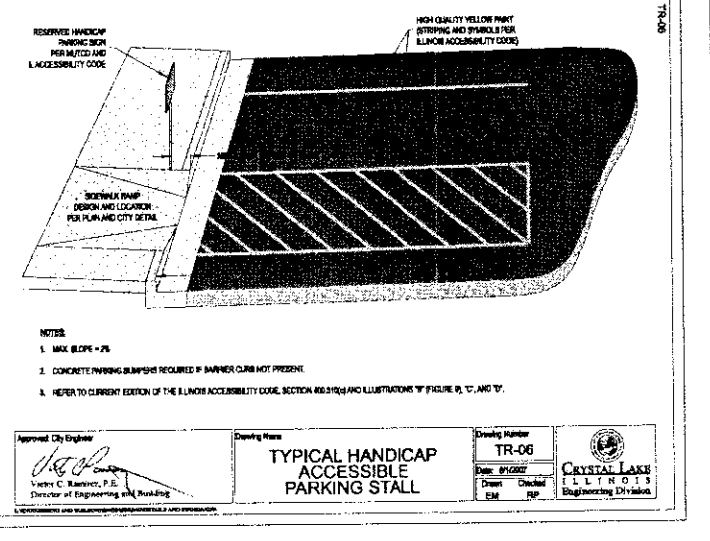 TR-06
RESERVED HANDICAP
PARKING SIGN
PER MUTCD AND
IL ACCESSIBILITY CODE
HIGH QUALITY YELLOW PAINT
(STRIPING AND SYMBOLS PER
ILLINOIS ACCESSIBILITY CODE)
SIDEWALK RAMP
DESIGN AND LOCATION
PER PLAN AND CITY DETAIL
NOTES:
1. MAX. SLOPE = 2%
2. CONCRETE PARKING BUMPERS REQUIRED IF BARRIER CURB NOT PRESENT.
3. REFER TO CURRENT EDITION OF THE ILLINOIS ACCESSIBILITY CODE, SECTION 400.310(c) AND ILLUSTRATIONS "B" (FIGURE 9), "C", AND "D".
Approved: City Engineer
Victor C. Ramirez, P.E.
Director of Engineering and Building
Drawing Name
TYPICAL HANDICAP
ACCESSIBLE
PARKING STALL
Drawing Number
TR-06
Date: 8/1/2007
Drawn Checked
EM RP
CRYSTAL LAKE
ILLINOIS
Engineering Division